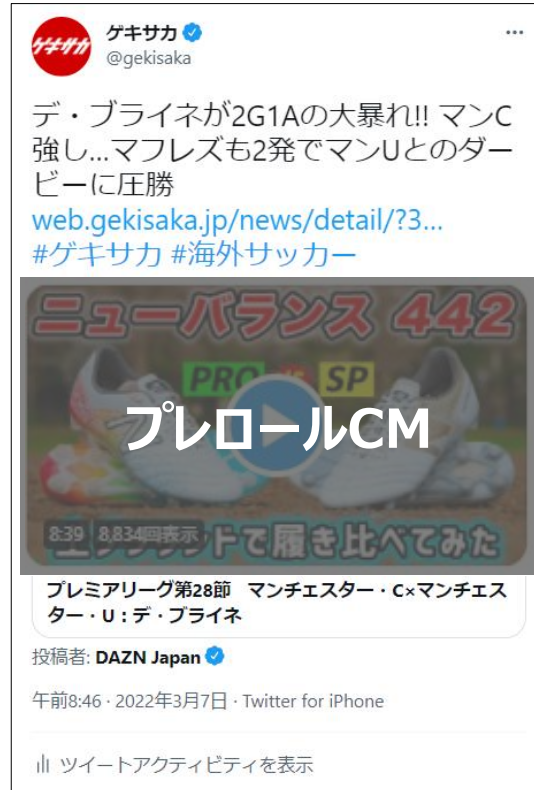 ゲキサカ
ゲキサカ
@gekisaka
デ・ブライネが2G1Aの大暴れ!! マンC
強し...マフレズも2発でマンUとのダー
ビーに圧勝
web.gekisaka.jp/news/detail/?3...
#ゲキサカ #海外サッカー
ニューバランス 442
PRO vs SP
プレロールCM
8:39 8,834回表示
グラウンドで履き比べてみた
プレミアリーグ第28節　マンチェスター・C×マンチェス
ター・U:デ・ブライネ
投稿者: DAZN Japan
午前8:46 · 2022年3月7日 · Twitter for iPhone
ツイートアクティビティを表示